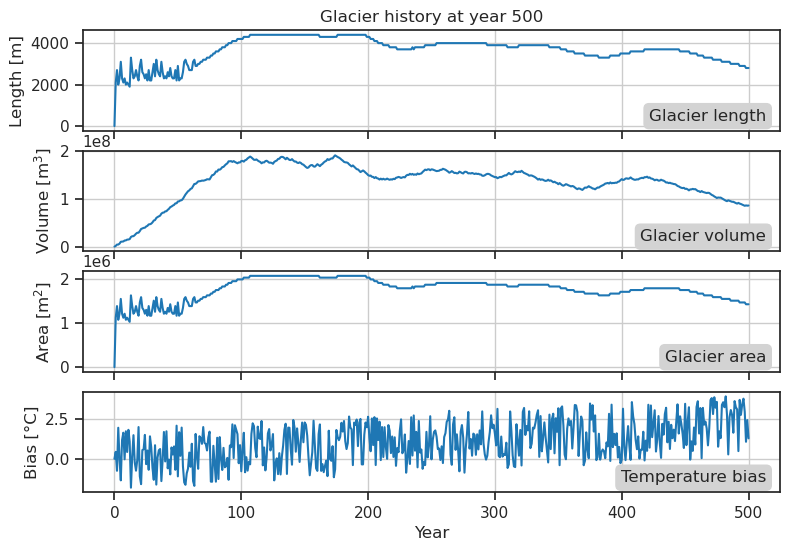 Glacier history at year 500
Length [m]
4000
2000
0
Glacier length
1e8
Volume [m³]
2
1
0
Glacier volume
1e6
Area [m²]
2
1
0
Glacier area
Bias [°C]
2.5
0.0
Temperature bias
0 100 200 300 400 500
Year